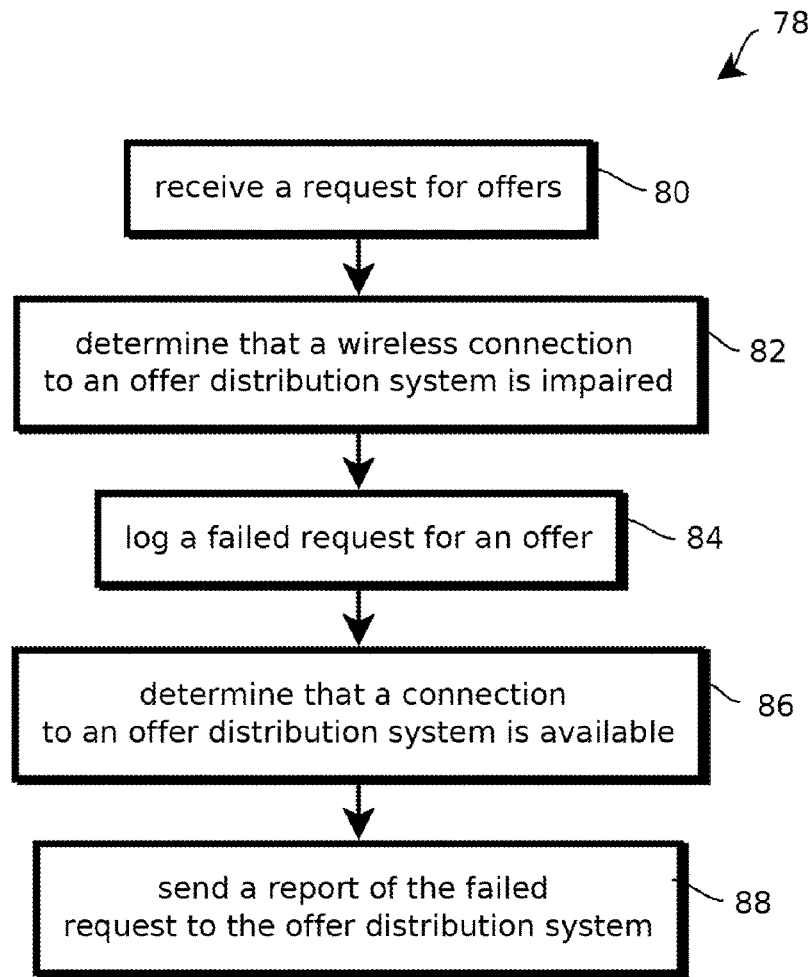 78
receive a request for offers
80
determine that a wireless connection
to an offer distribution system is impaired
82
log a failed request for an offer
84
determine that a connection
to an offer distribution system is available
86
send a report of the failed
request to the offer distribution system
88